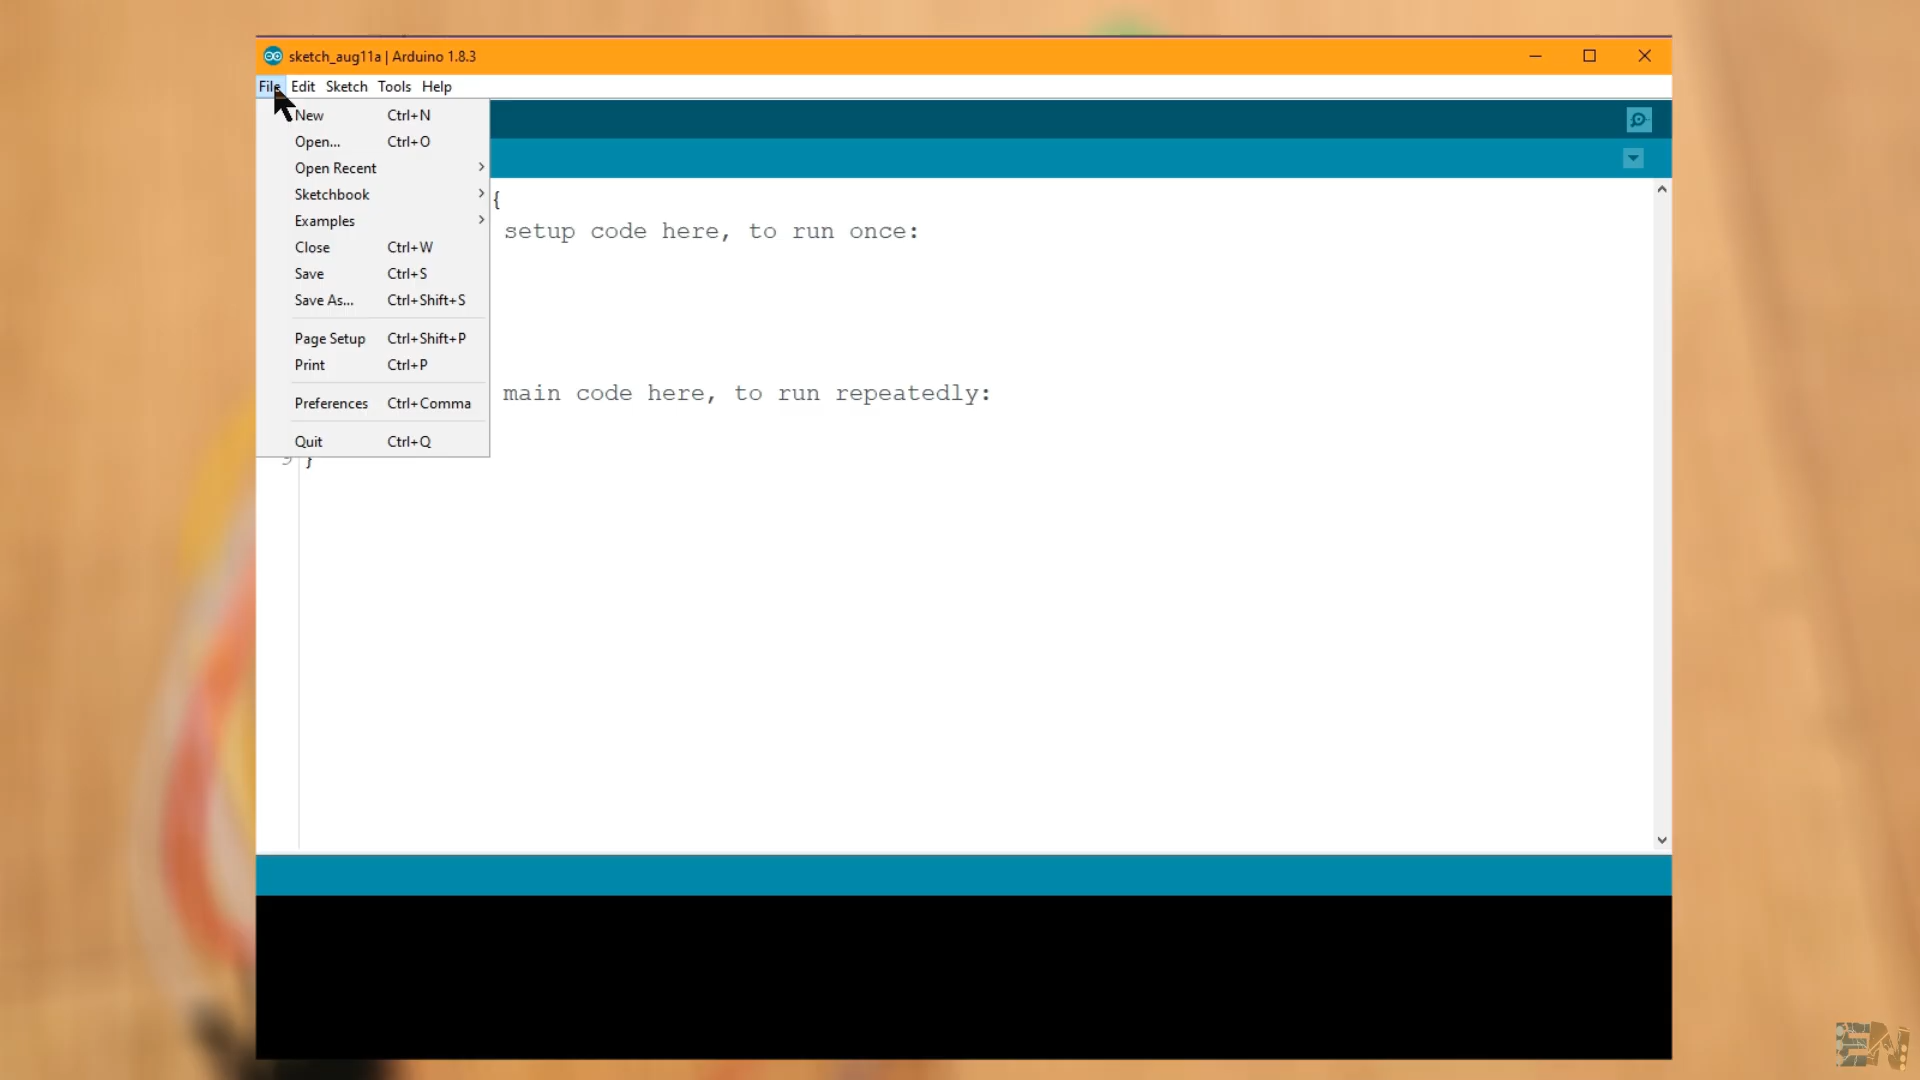 sketch_aug11a | Arduino 1.8.3
File Edit Sketch Tools Help
New Ctrl+N
Open... Ctrl+O
Open Recent
Sketchbook
Examples
Close Ctrl+W
Save Ctrl+S
Save As... Ctrl+Shift+S
Page Setup Ctrl+Shift+P
Print Ctrl+P
Preferences Ctrl+Comma
Quit Ctrl+Q
{
setup code here, to run once:
main code here, to run repeatedly:
9 }
EN